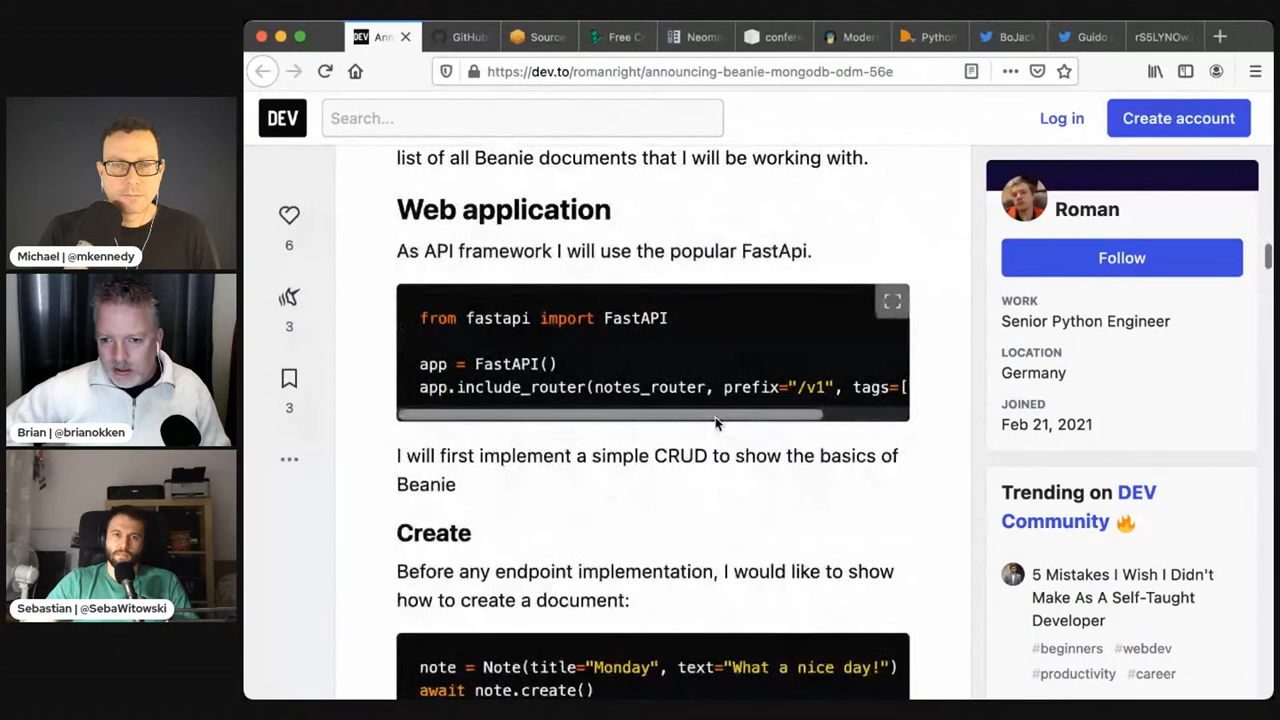 Ann
GitHub
Source
Free C
Neomo
confer
Modern
Python
BoJack
Guido
rS5LYNOw
https://dev.to/romanright/announcing-beanie-mongodb-odm-56e
DEV
Search...
Log in
Create account
list of all Beanie documents that I will be working with.
Web application
As API framework I will use the popular FastApi.
from fastapi import FastAPI
app = FastAPI()
app.include_router(notes_router, prefix="/v1", tags=[
I will first implement a simple CRUD to show the basics of
Beanie
Create
Before any endpoint implementation, I would like to show
how to create a document:
note = Note(title="Monday", text="What a nice day!")
await note.create()
6
3
3
Roman
Follow
WORK
Senior Python Engineer
LOCATION
Germany
JOINED
Feb 21, 2021
Trending on DEV
Community 🔥
5 Mistakes I Wish I Didn't
Make As A Self-Taught
Developer
#beginners #webdev
#productivity #career
Michael | @mkennedy
Brian | @brianokken
Sebastian | @SebaWitowski